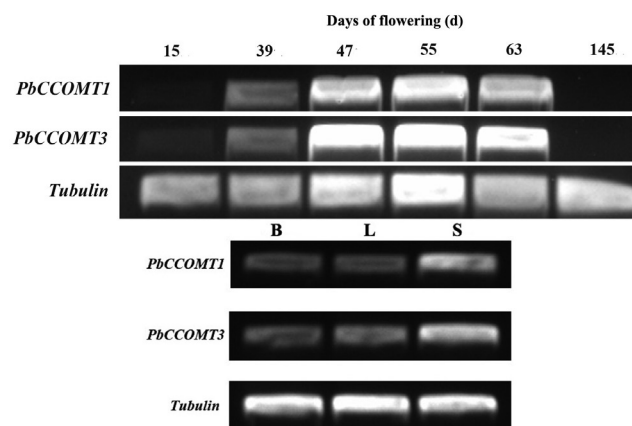 Days of flowering (d)
15 39 47 55 63 145
PbCCOMT1
PbCCOMT3
Tubulin
B L S
PbCCOMT1
PbCCOMT3
Tubulin